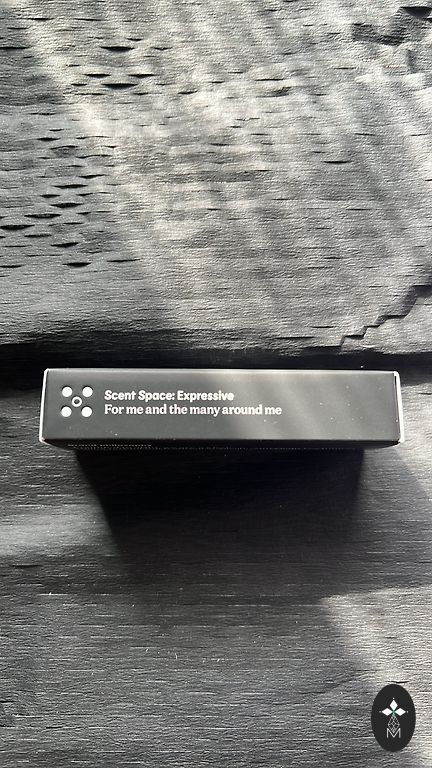 Scent Space: Expressive
For me and the many around me